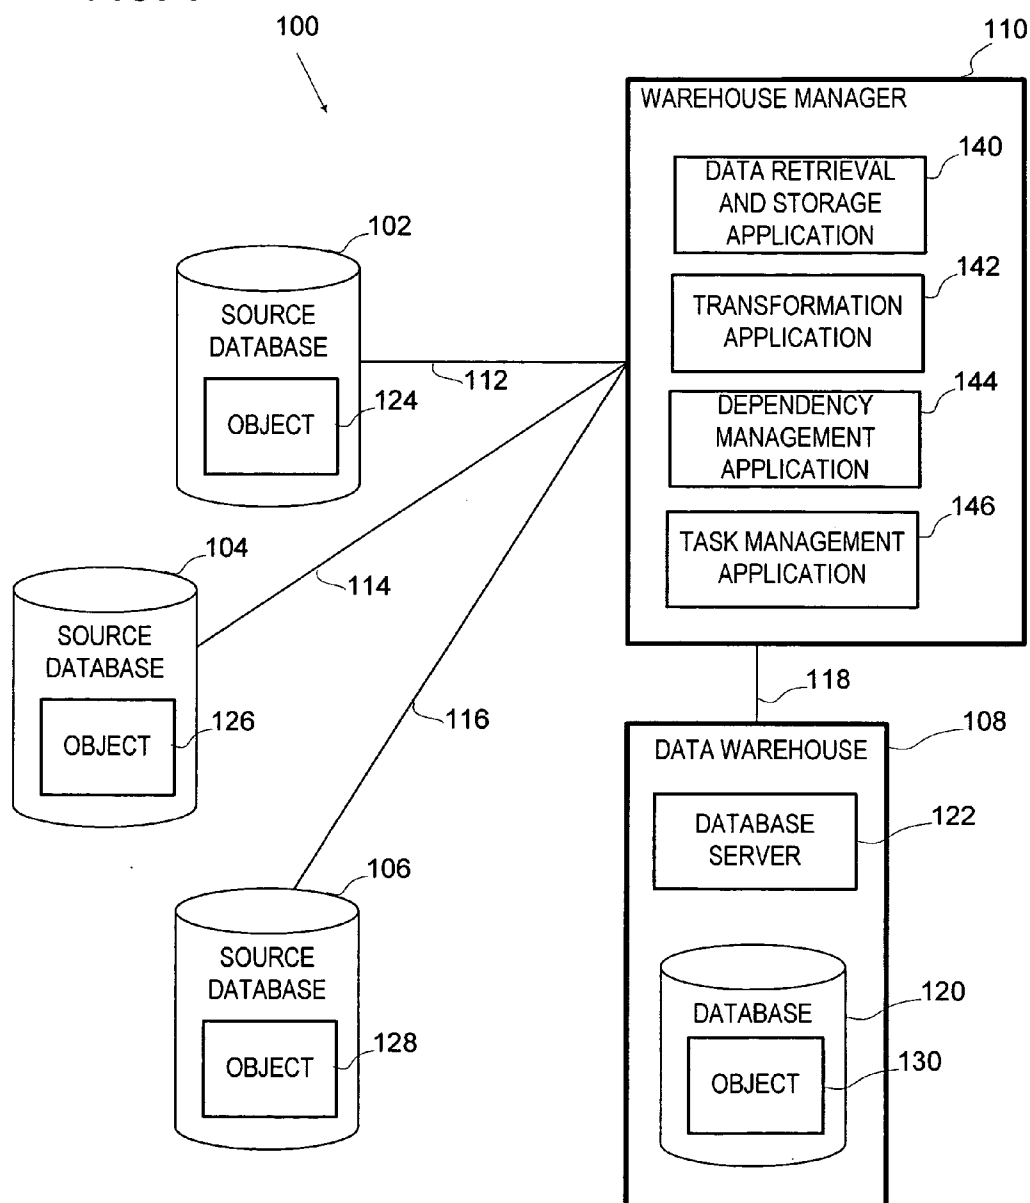 100
110
WAREHOUSE MANAGER
140
DATA RETRIEVAL
AND STORAGE
APPLICATION
102
142
SOURCE
DATABASE
TRANSFORMATION
APPLICATION
112
124
OBJECT
144
DEPENDENCY
MANAGEMENT
APPLICATION
146
TASK MANAGEMENT
APPLICATION
104
114
SOURCE
DATABASE
118
116
126
OBJECT
108
DATA WAREHOUSE
122
DATABASE
SERVER
106
SOURCE
DATABASE
120
DATABASE
128
OBJECT
130
OBJECT